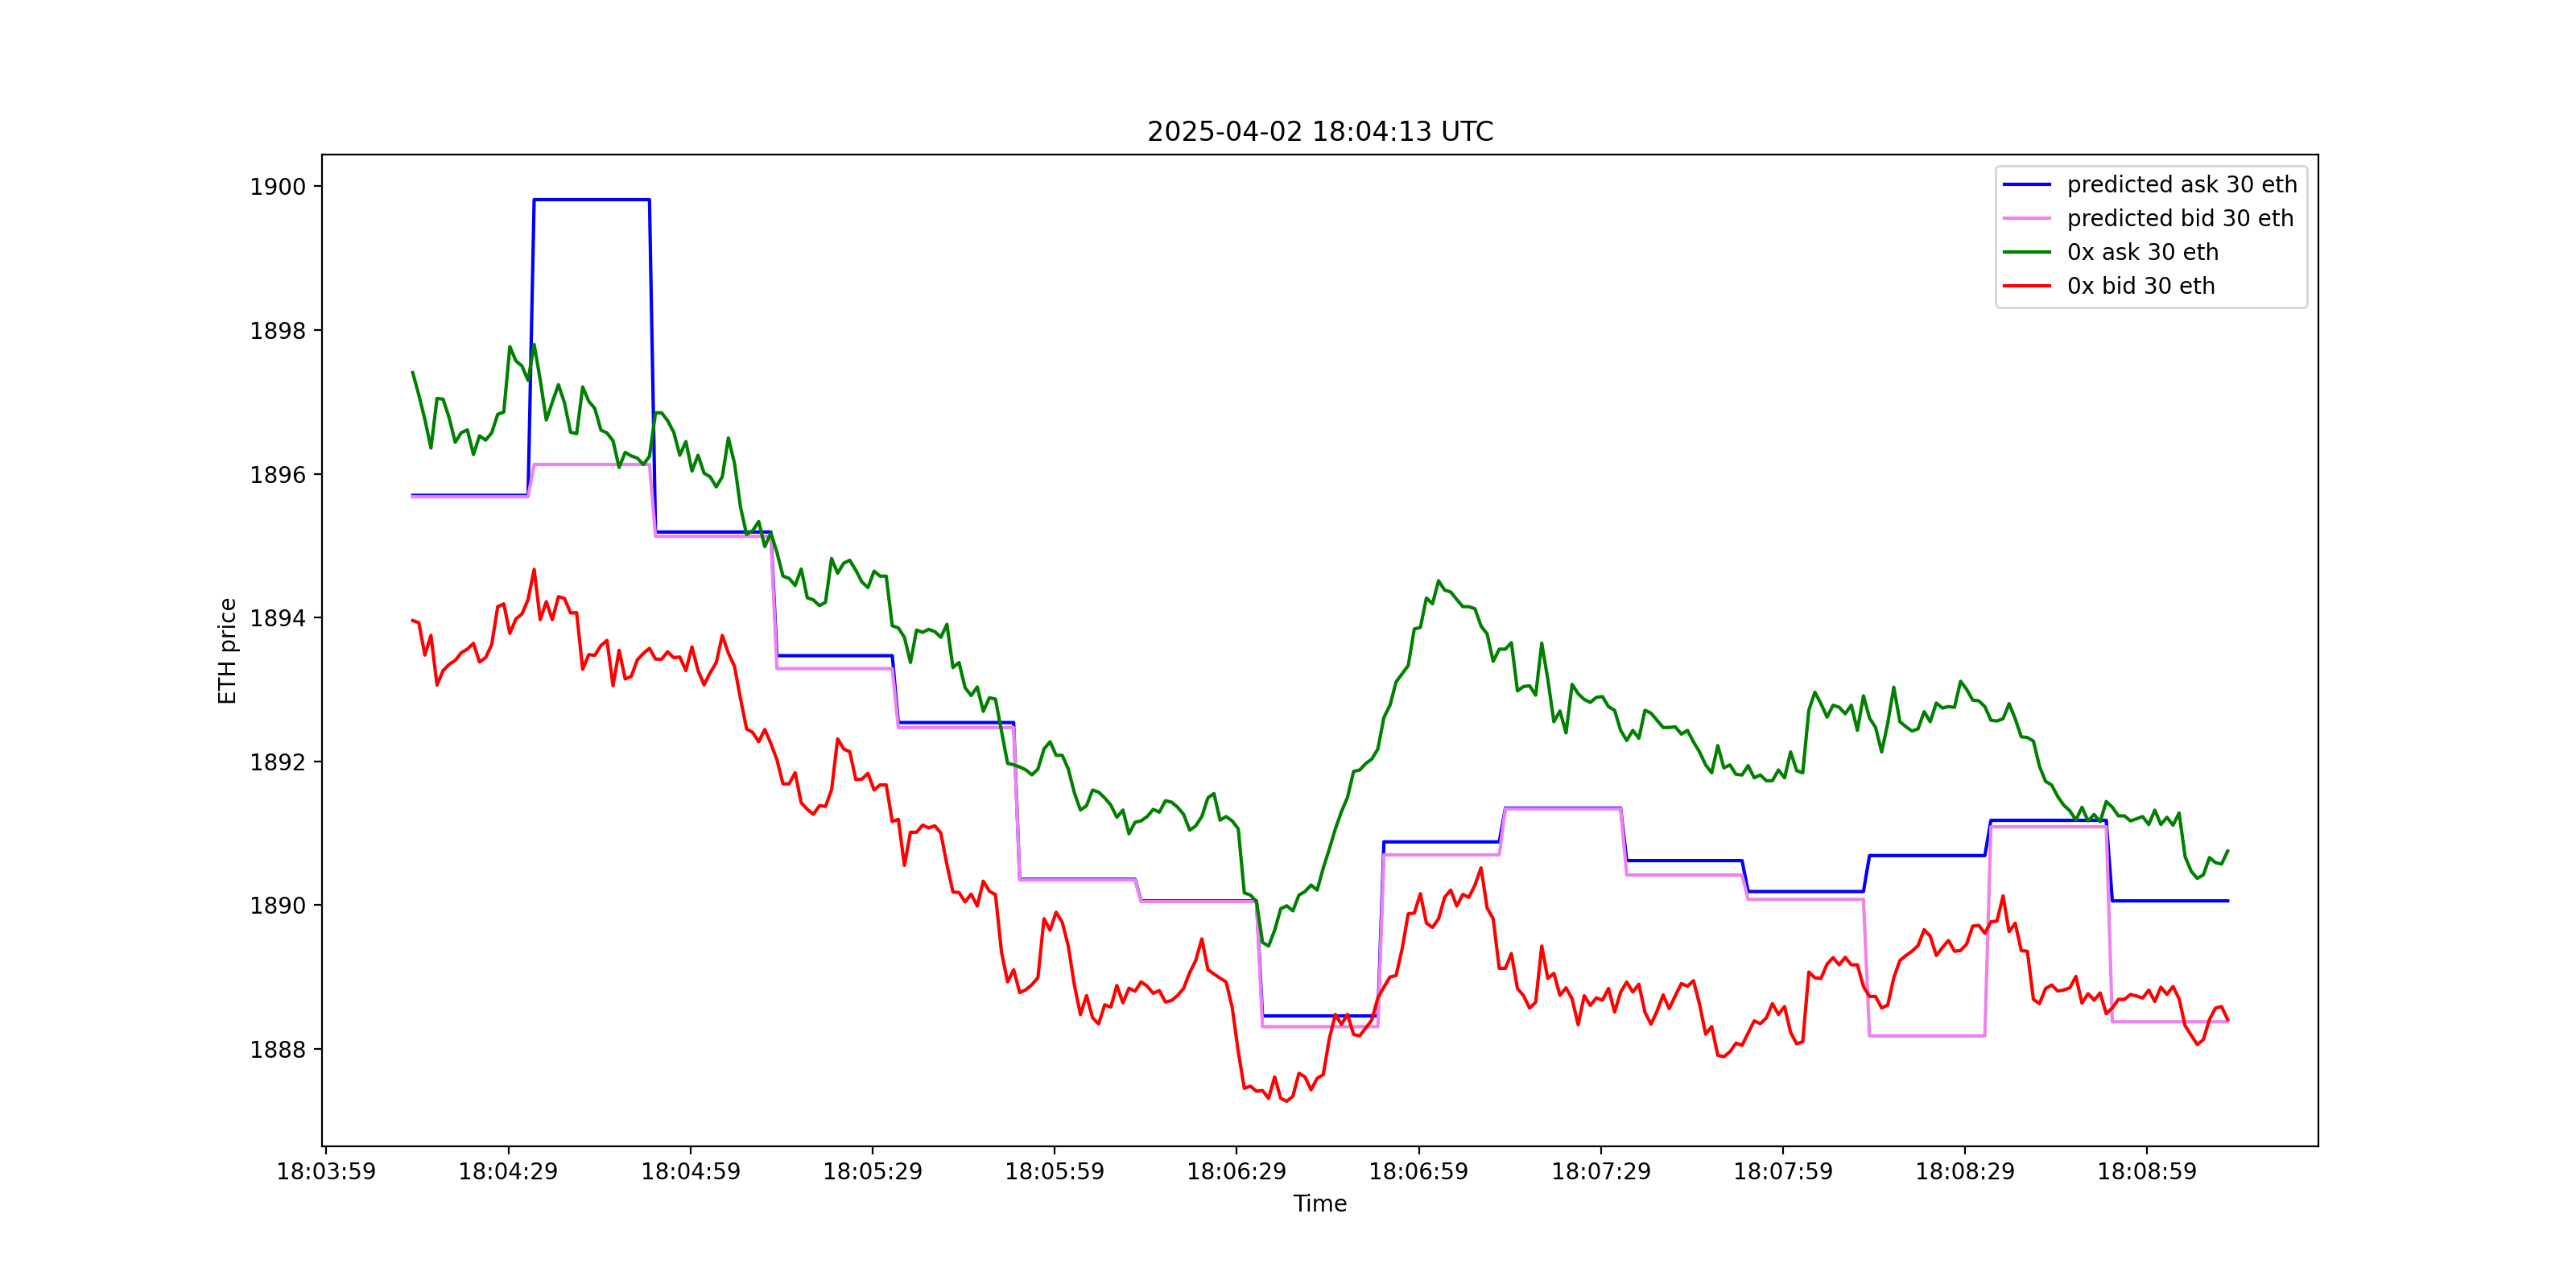 2025-04-02 18:04:13 UTC
predicted ask 30 eth
predicted bid 30 eth
0x ask 30 eth
0x bid 30 eth
ETH price
1900
1898
1896
1894
1892
1890
1888
18:03:59 18:04:29 18:04:59 18:05:29 18:05:59 18:06:29 18:06:59 18:07:29 18:07:59 18:08:29 18:08:59
Time